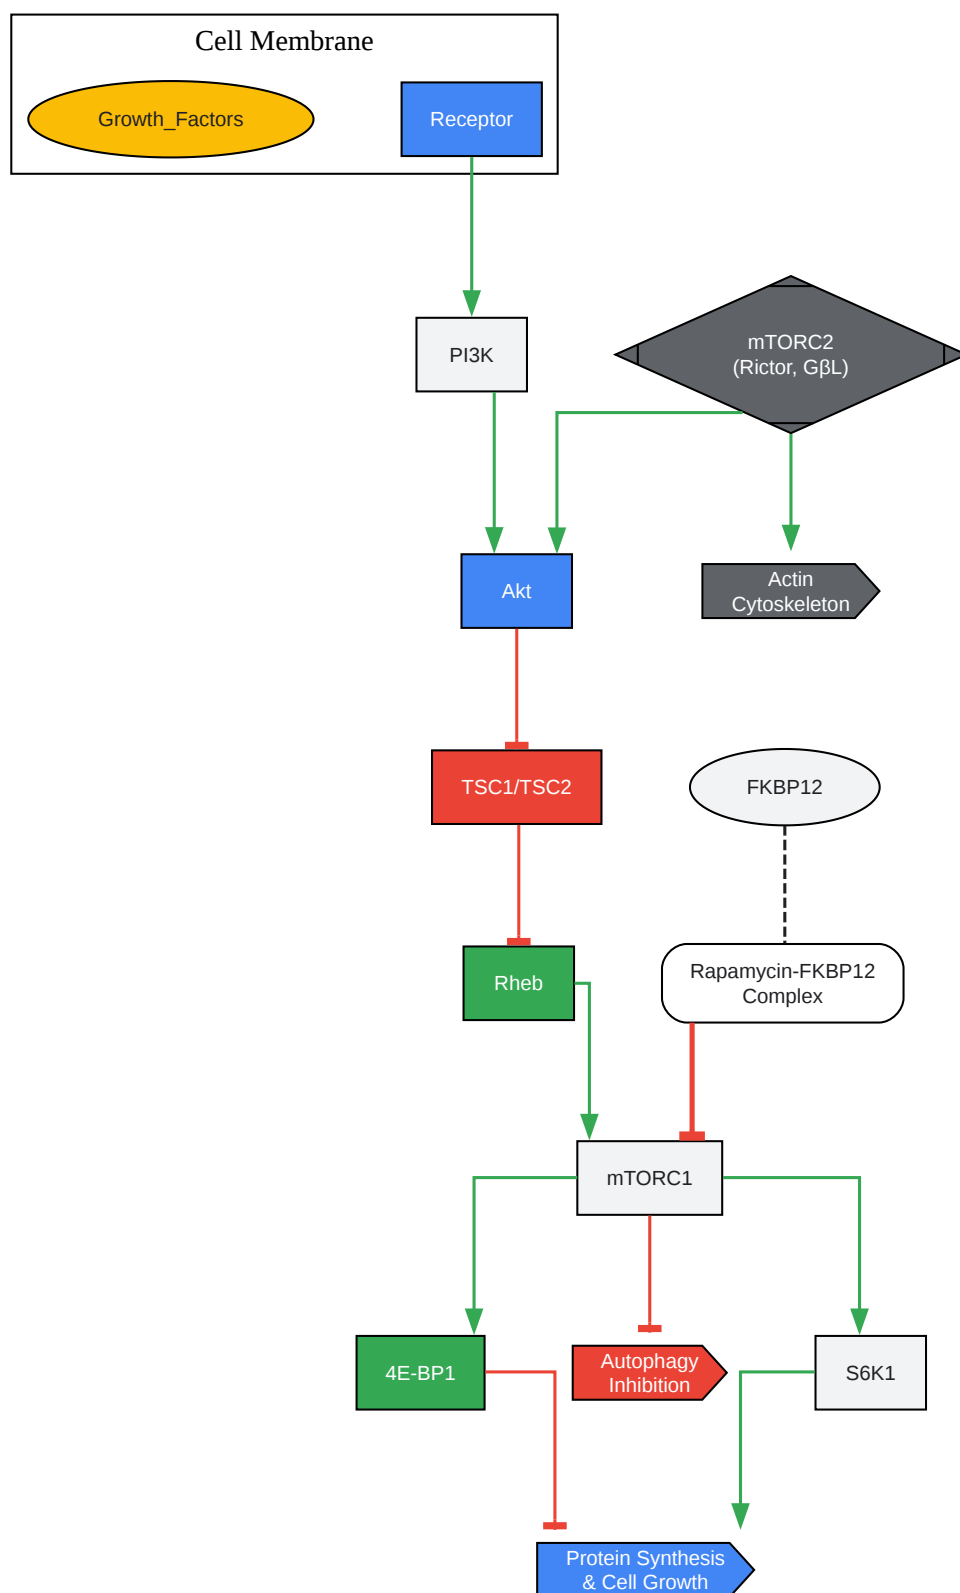 Cell Membrane
Growth_Factors
Receptor
PI3K
mTORC2
(Rictor, GβL)
Akt
Actin
Cytoskeleton
TSC1/TSC2
FKBP12
Rheb
Rapamycin-FKBP12
Complex
mTORC1
4E-BP1
Autophagy
Inhibition
S6K1
Protein Synthesis
& Cell Growth